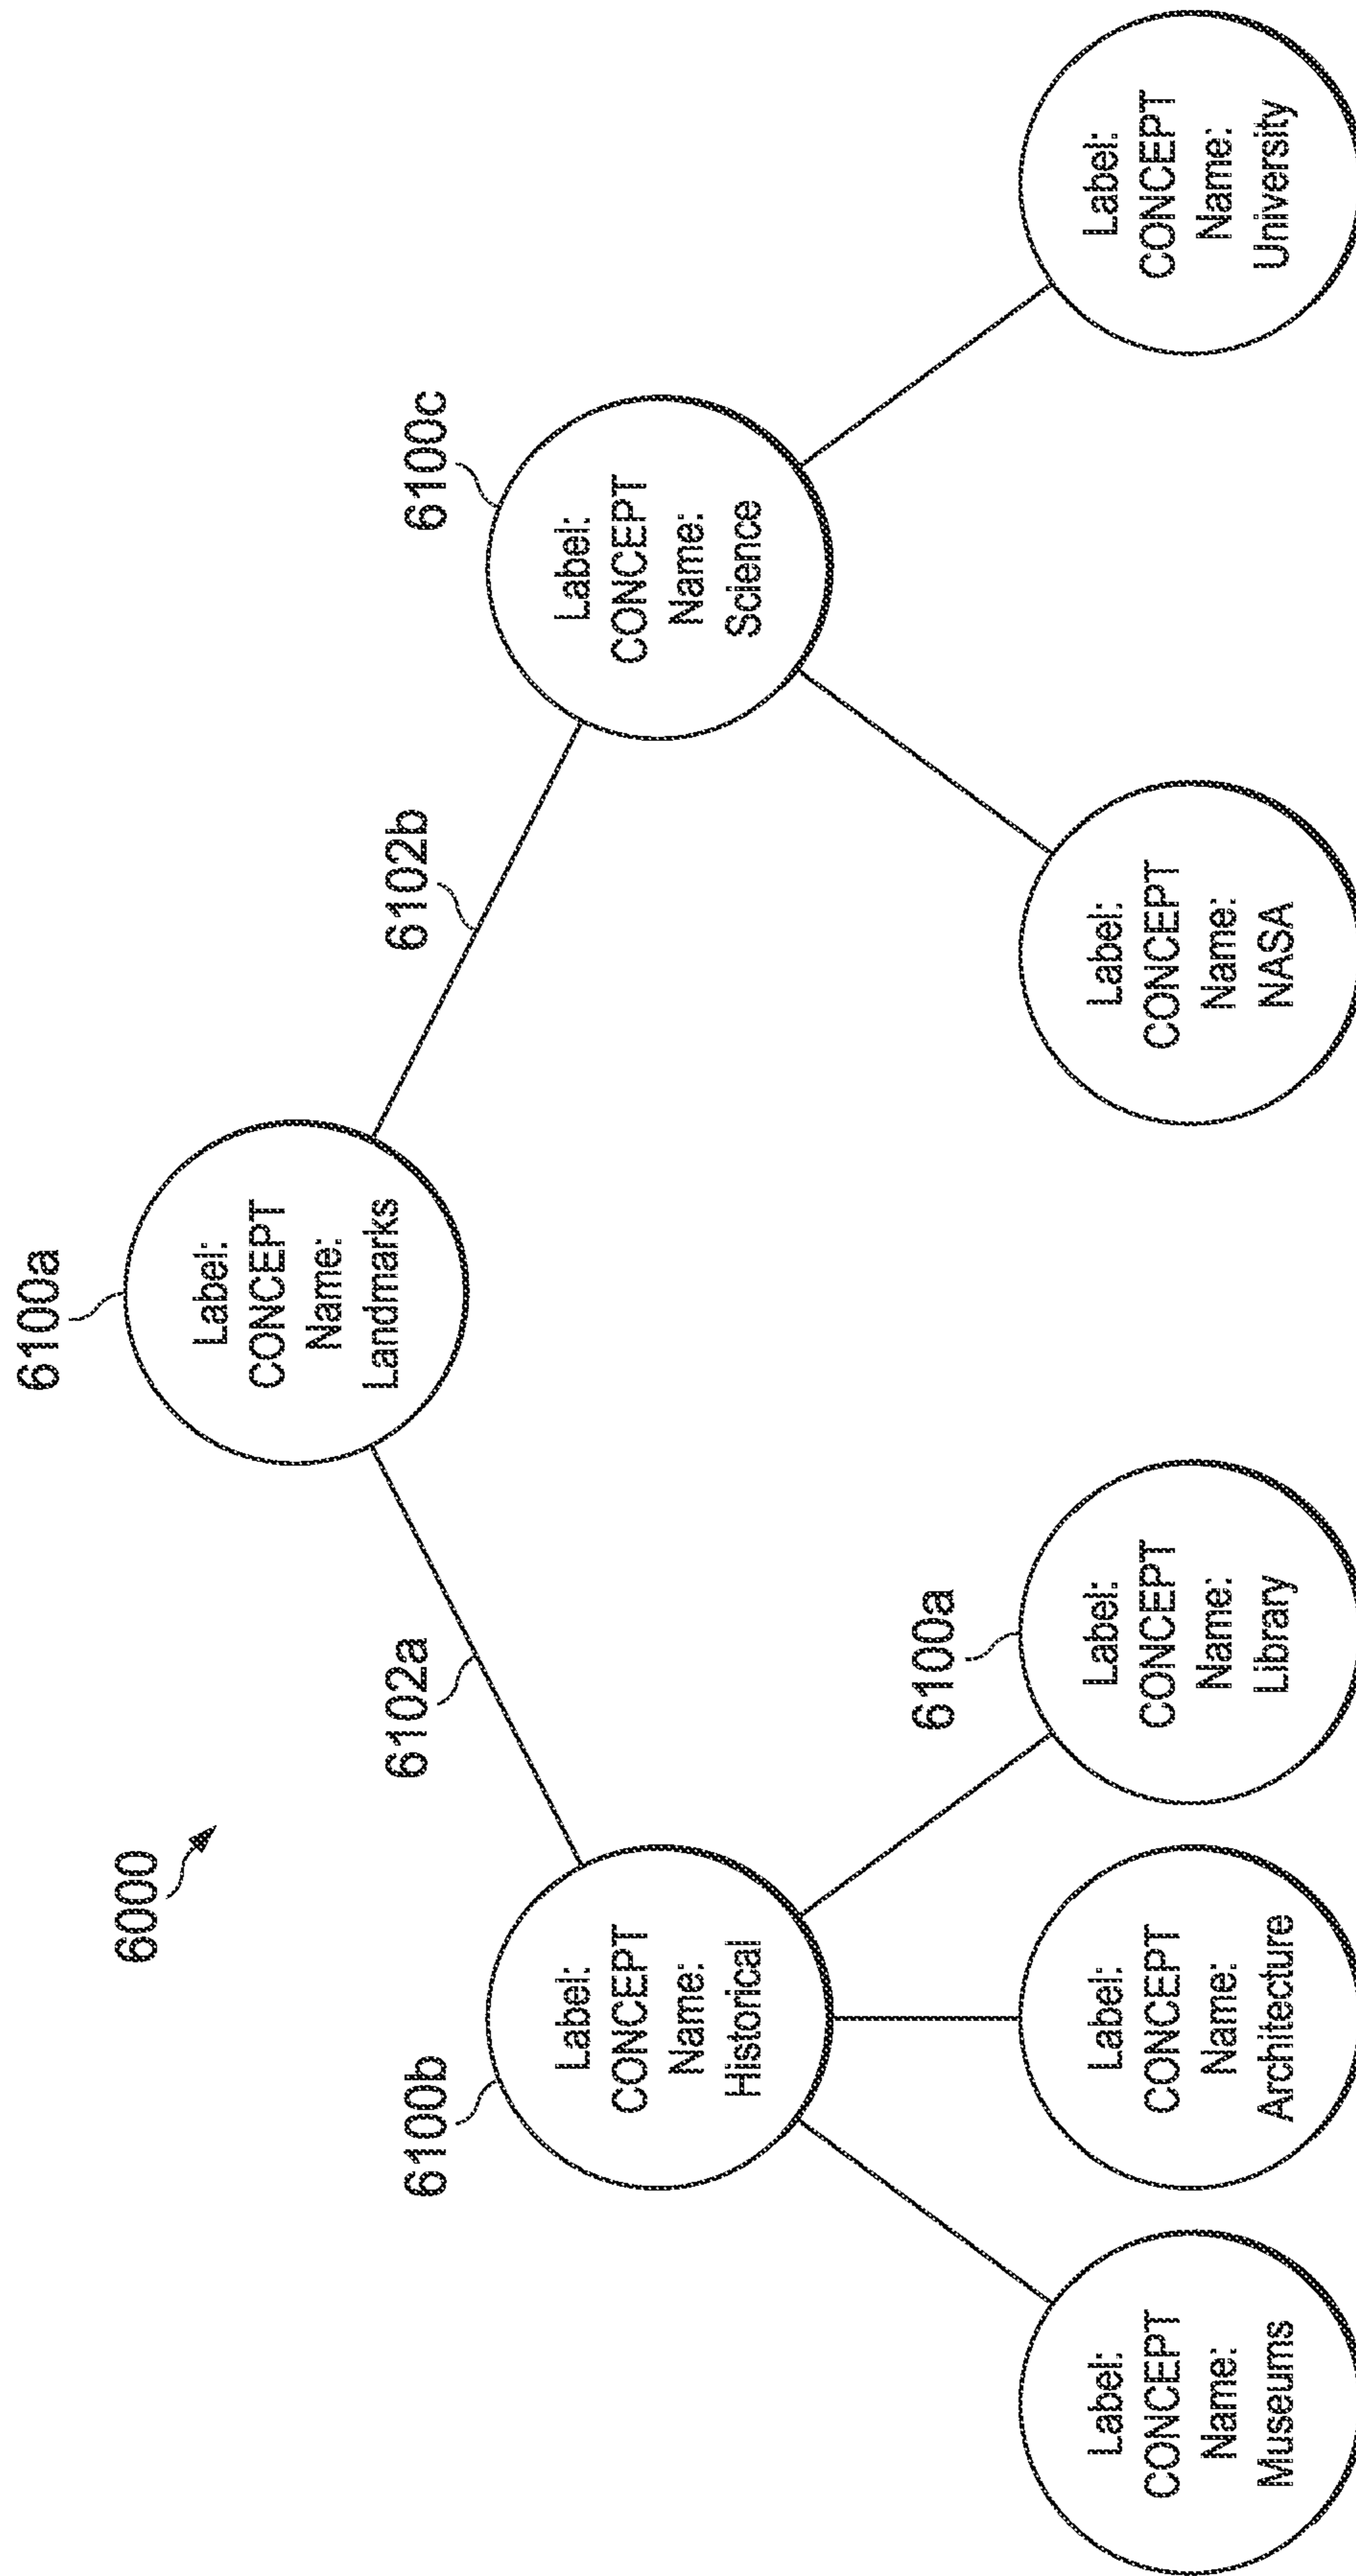 6000
6100a
Label:
CONCEPT
Name:
Landmarks
6102a
6102b
6100b
Label:
CONCEPT
Name:
Historical
6100c
Label:
CONCEPT
Name:
Science
Label:
CONCEPT
Name:
Museums
Label:
CONCEPT
Name:
Architecture
6100a
Label:
CONCEPT
Name:
Library
Label:
CONCEPT
Name:
NASA
Label:
CONCEPT
Name:
University